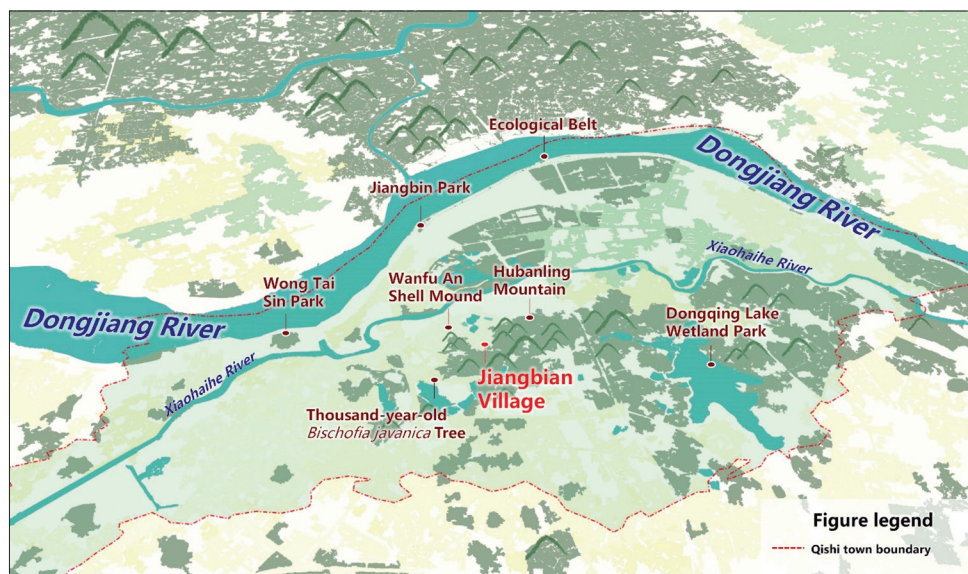 Ecological Belt
Dongjiang River
Jiangbin Park
Xiaohaihe River
Wong Tai
Sin Park
Wanfu An
Shell Mound
Hubanling
Mountain
Dongqing Lake
Wetland Park
Dongjiang River
Xiaohaihe River
Jiangbian
Village
Thousand-year-old
Bischofia javanica Tree
Figure legend
Qishi town boundary